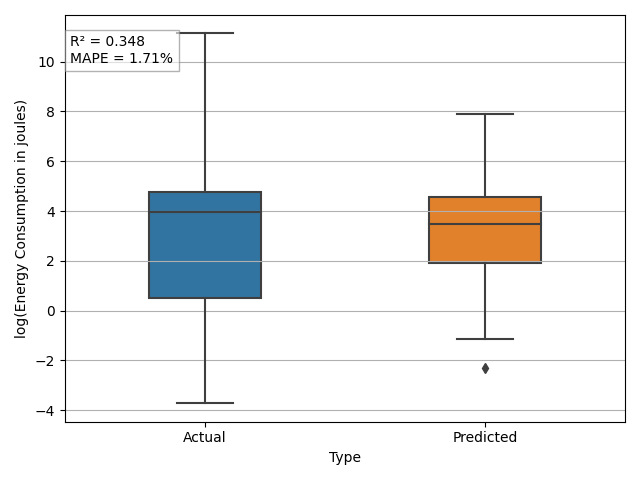 R² = 0.348
MAPE = 1.71%
log(Energy Consumption in joules)
10
8
6
4
2
0
−2
−4
Actual
Predicted
Type